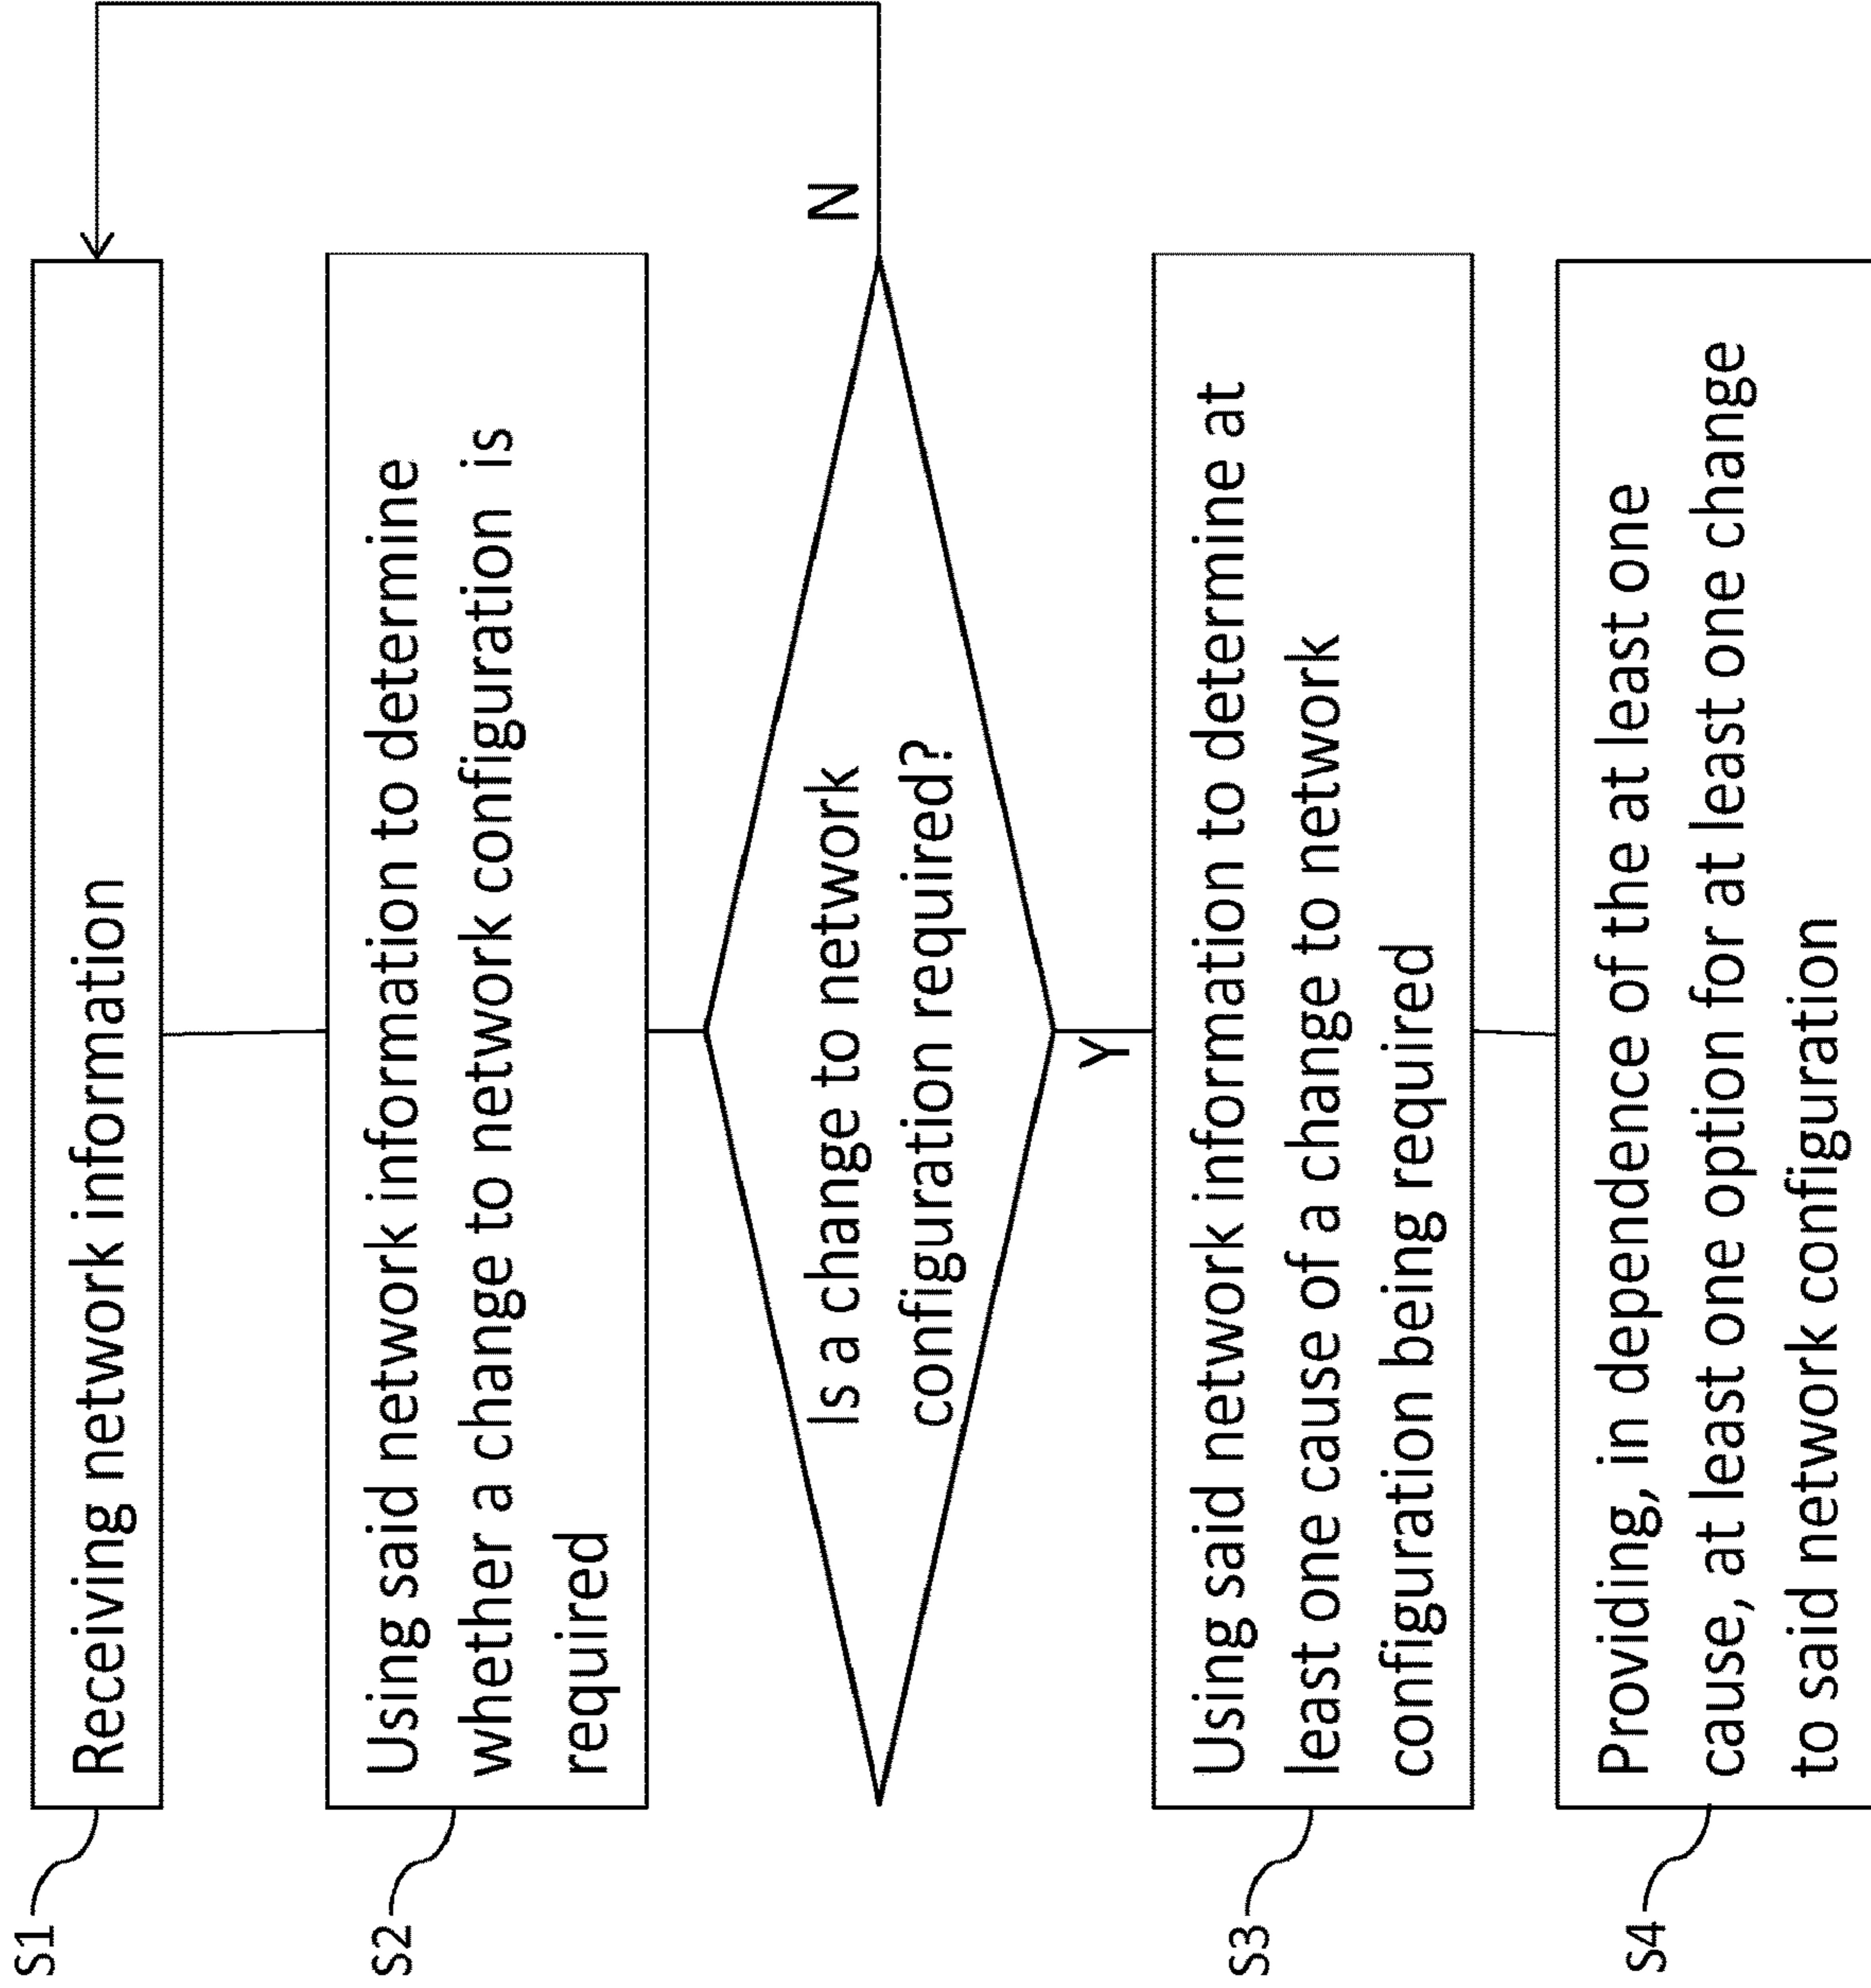 S1
Receiving network information
S2
Using said network information to determine
whether a change to network configuration is
required
Is a change to network
configuration required?
N
Y
S3
Using said network information to determine at
least one cause of a change to network
configuration being required
S4
Providing, in dependence of the at least one
cause, at least one option for at least one change
to said network configuration